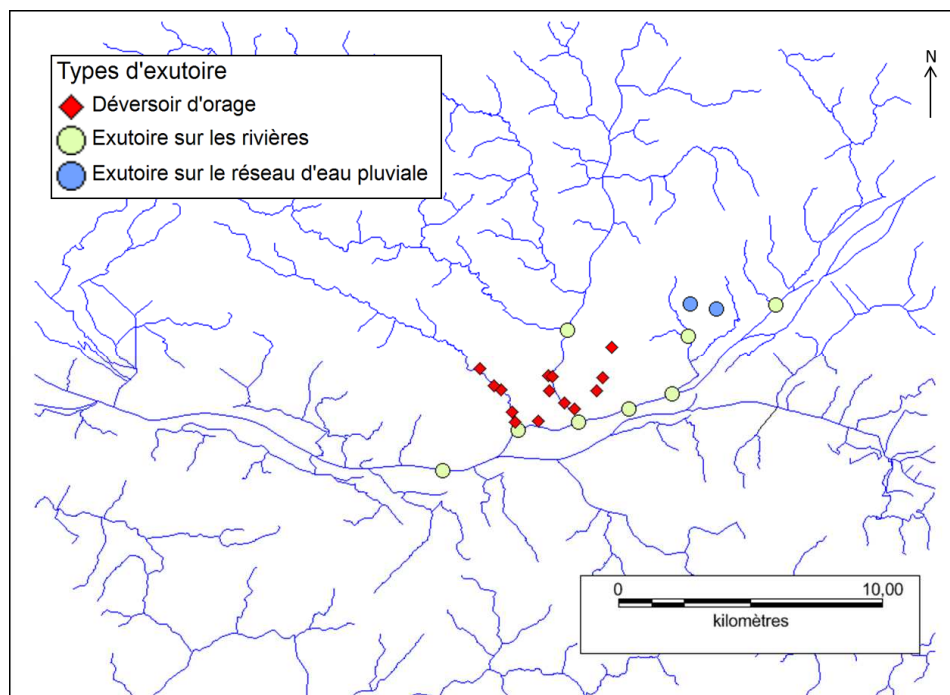 Types d'exutoire
Déversoir d'orage
Exutoire sur les rivières
Exutoire sur le réseau d'eau pluviale
N
0 10,00
kilomètres